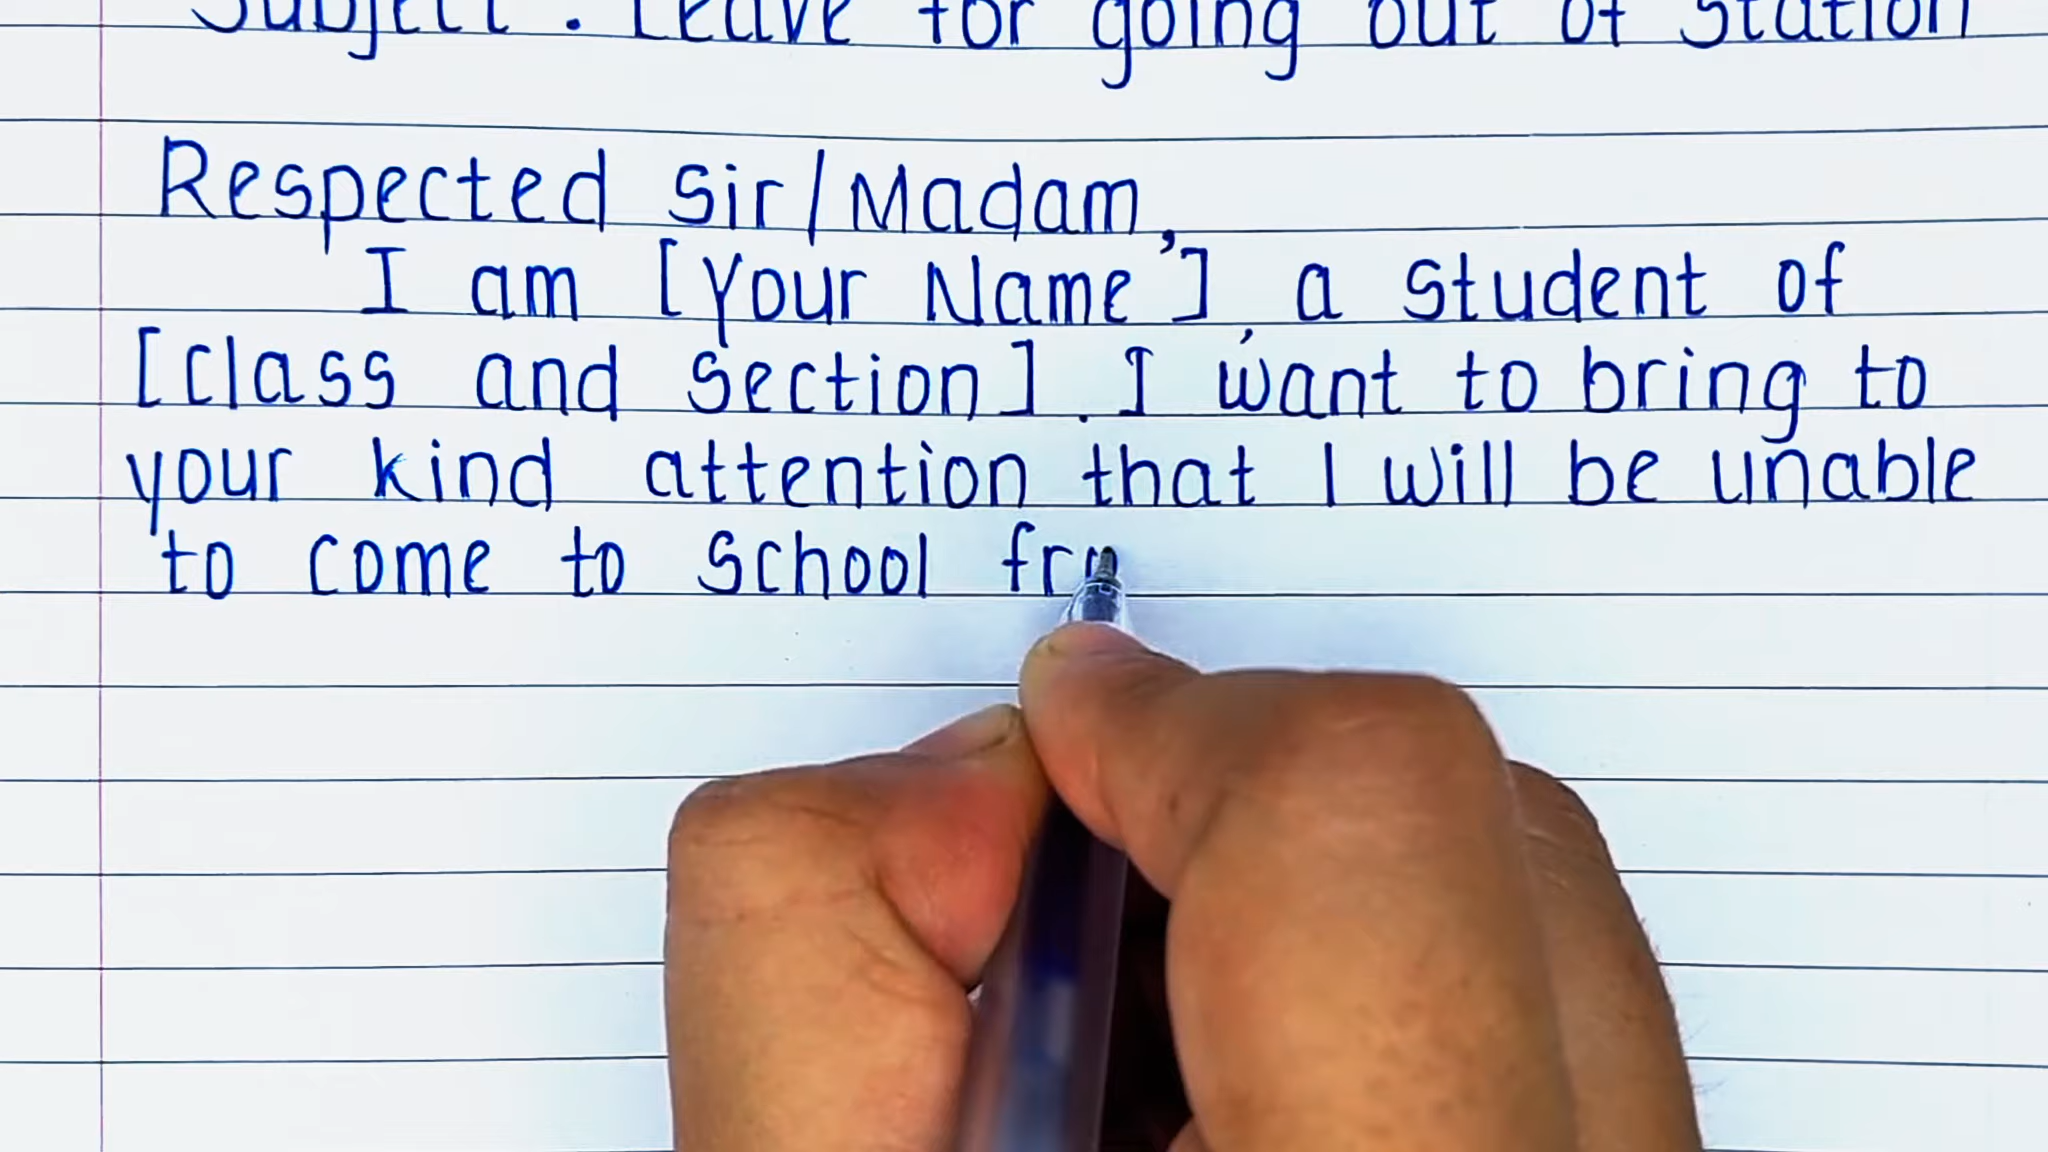 Subject : Leave for going out of Station
Respected Sir/Madam,
I am [Your Name], a student of
[Class and Section]. I want to bring to
your kind attention that I will be unable
to come to school